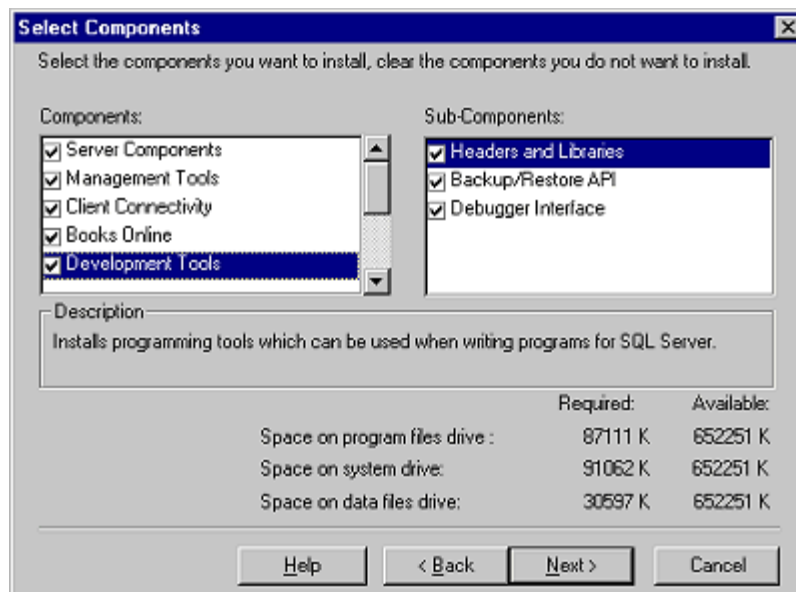 Select Components
Select the components you want to install, clear the components you do not want to install.
Components:
Server Components
Management Tools
Client Connectivity
Books Online
Development Tools
Sub-Components:
Headers and Libraries
Backup/Restore API
Debugger Interface
Description
Installs programming tools which can be used when writing programs for SQL Server.
Required: Available:
Space on program files drive : 87111 K 652251 K
Space on system drive: 91062 K 652251 K
Space on data files drive: 30597 K 652251 K
Help < Back Next > Cancel